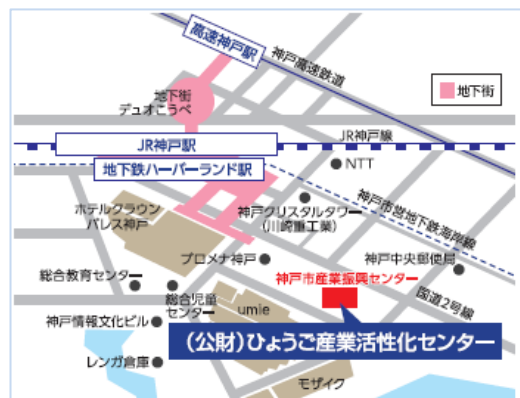 高速神戸駅
神戸高速鉄道
地下街
デュオこうべ
地下街
JR神戸駅
JR神戸線
地下鉄ハーバーランド駅
NTT
神戸市営地下鉄海岸線
ホテルクラウン
パレス神戸
神戸クリスタルタワー
(川崎重工業)
プロメナ神戸
神戸中央郵便局
総合教育センター
神戸市産業振興センター
国道2号線
総合児童
センター
umie
神戸情報文化ビル
(公財)ひょうご産業活性化センター
レンガ倉庫
モザイク